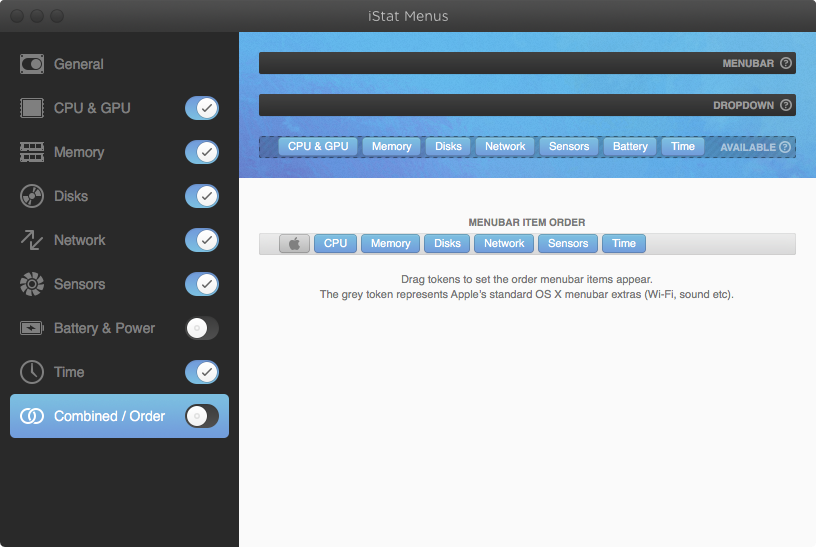 iStat Menus
General
CPU & GPU
Memory
Disks
Network
Sensors
Battery & Power
Time
Combined / Order
MENUBAR ?
DROPDOWN ?
CPU & GPU Memory Disks Network Sensors Battery Time AVAILABLE ?
MENUBAR ITEM ORDER
CPU Memory Disks Network Sensors Time
Drag tokens to set the order menubar items appear.
The grey token represents Apple's standard OS X menubar extras (Wi-Fi, sound etc).